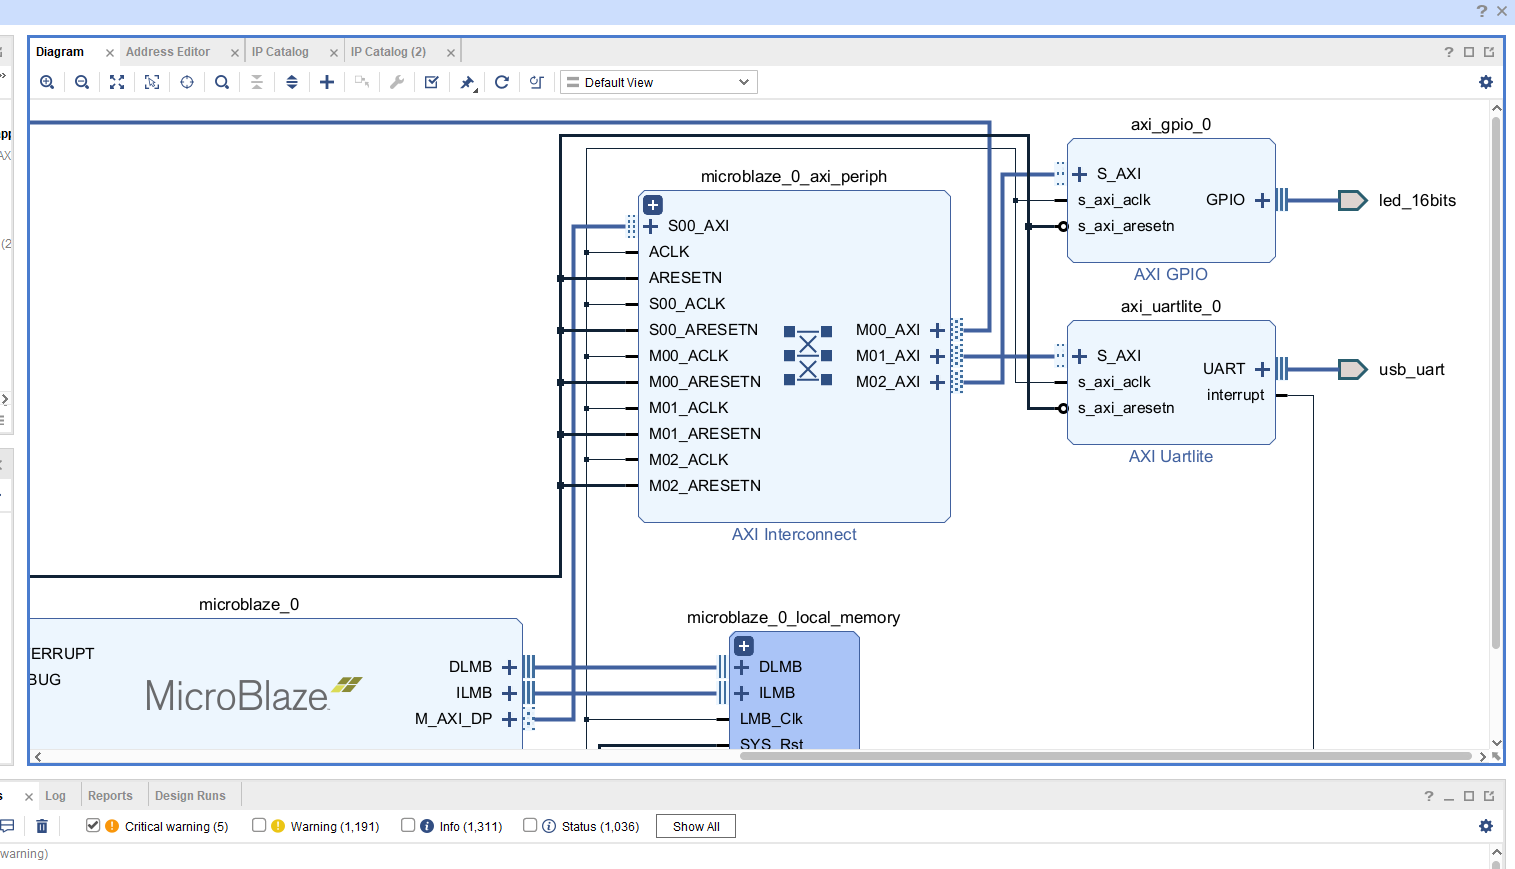 Diagram
Address Editor
IP Catalog
IP Catalog (2)
Default View
axi_gpio_0
S_AXI
s_axi_aclk
s_axi_aresetn
GPIO
led_16bits
AXI GPIO
microblaze_0_axi_periph
S00_AXI
ACLK
ARESETN
S00_ACLK
S00_ARESETN
M00_ACLK
M00_ARESETN
M01_ACLK
M01_ARESETN
M02_ACLK
M02_ARESETN
M00_AXI
M01_AXI
M02_AXI
AXI Interconnect
axi_uartlite_0
S_AXI
s_axi_aclk
s_axi_aresetn
UART
interrupt
usb_uart
AXI Uartlite
microblaze_0
ERRUPT
BUG
MicroBlaze
DLMB
ILMB
M_AXI_DP
microblaze_0_local_memory
DLMB
ILMB
LMB_Clk
SYS_Rst
Log
Reports
Design Runs
Critical warning (5)
Warning (1,191)
Info (1,311)
Status (1,036)
Show All
warning)